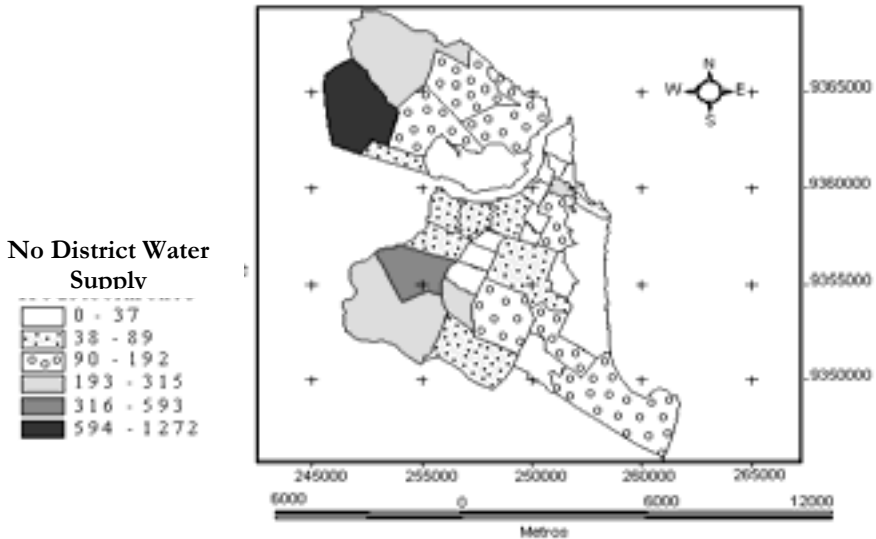 No District Water
Supply
0 - 37
38 - 89
90 - 192
193 - 315
316 - 593
594 - 1272
N
W E
S
9365000
9360000
9355000
9350000
245000 255000 250000 260000 265000
6000 0 6000 12000
Metros